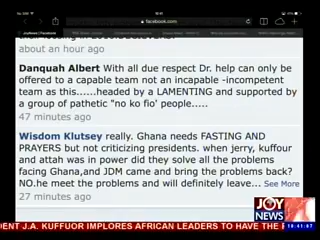 facebook.com
about an hour ago
Danquah Albert With all due respect Dr. help can only
be offered to a capable team not an incapable -incompetent
team as this......headed by a LAMENTING and supported by
a group of pathetic "no ko fio' people.....
47 minutes ago
Wisdom Klutsey really. Ghana needs FASTING AND
PRAYERS but not criticizing presidents. when jerry, kuffour
and attah was in power did they solve all the problems
facing Ghana,and JDM came and bring the problems back?
NO.he meet the problems and will definitely leave... See More
27 minutes ago
JOY
NEWS
DENT J.A. KUFFUOR IMPLORES AFRICAN LEADERS TO HAVE THE
18:41:57